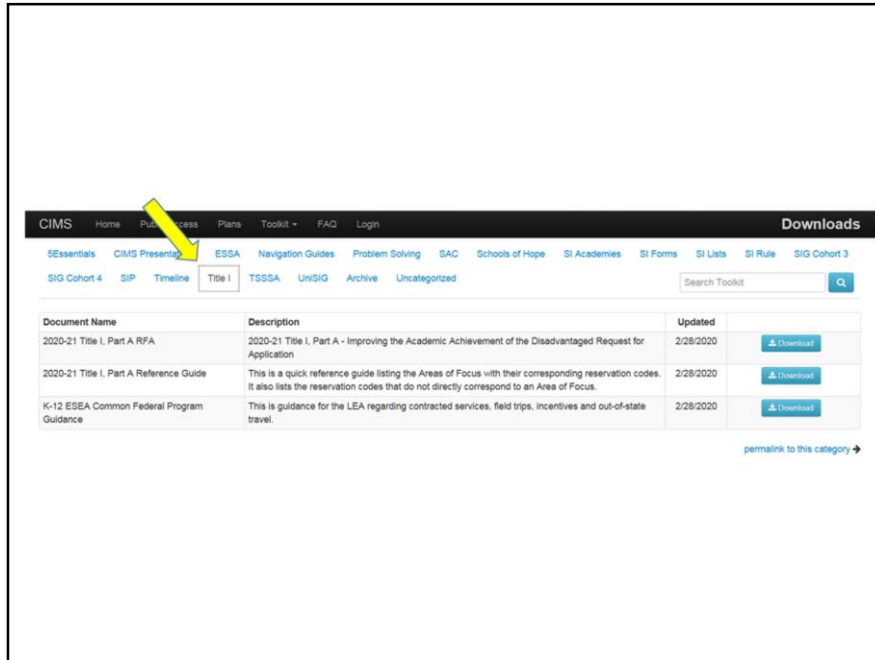 CIMS Home Public Access Plans Toolkit FAQ Login Downloads
5Essentials CIMS Presentat ESSA Navigation Guides Problem Solving SAC Schools of Hope SI Academies SI Forms SI Lists SI Rule SIG Cohort 3
SIG Cohort 4 SIP Timeline Title I TSSSA UniSIG Archive Uncategorized Search Toolkit
Document Name Description Updated
2020-21 Title I, Part A RFA 2020-21 Title I, Part A - Improving the Academic Achievement of the Disadvantaged Request for 2/28/2020 Download
Application
2020-21 Title I, Part A Reference Guide This is a quick reference guide listing the Areas of Focus with their corresponding reservation codes. 2/28/2020 Download
It also lists the reservation codes that do not directly correspond to an Area of Focus.
K-12 ESEA Common Federal Program This is guidance for the LEA regarding contracted services, field trips, incentives and out-of-state 2/28/2020 Download
Guidance travel.
permalink to this category